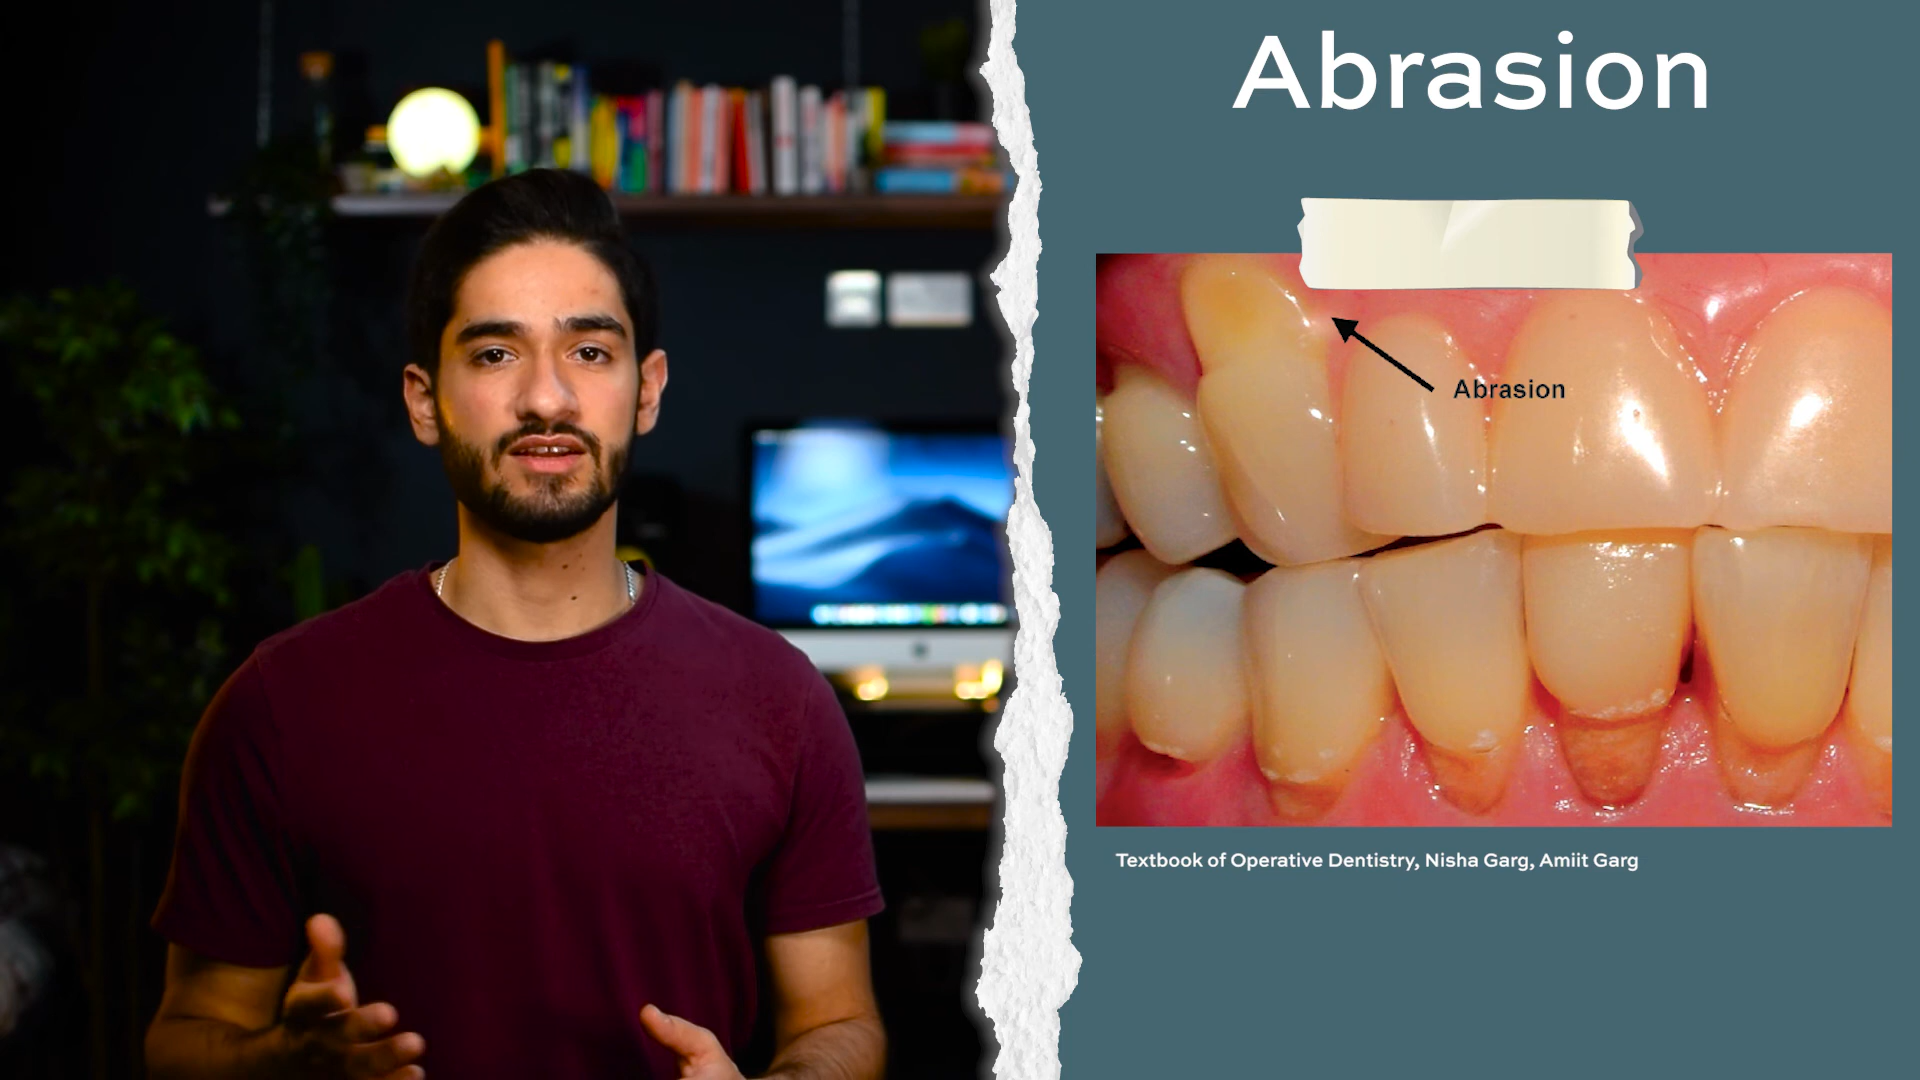 Abrasion
Abrasion
Textbook of Operative Dentistry, Nisha Garg, Amiit Garg